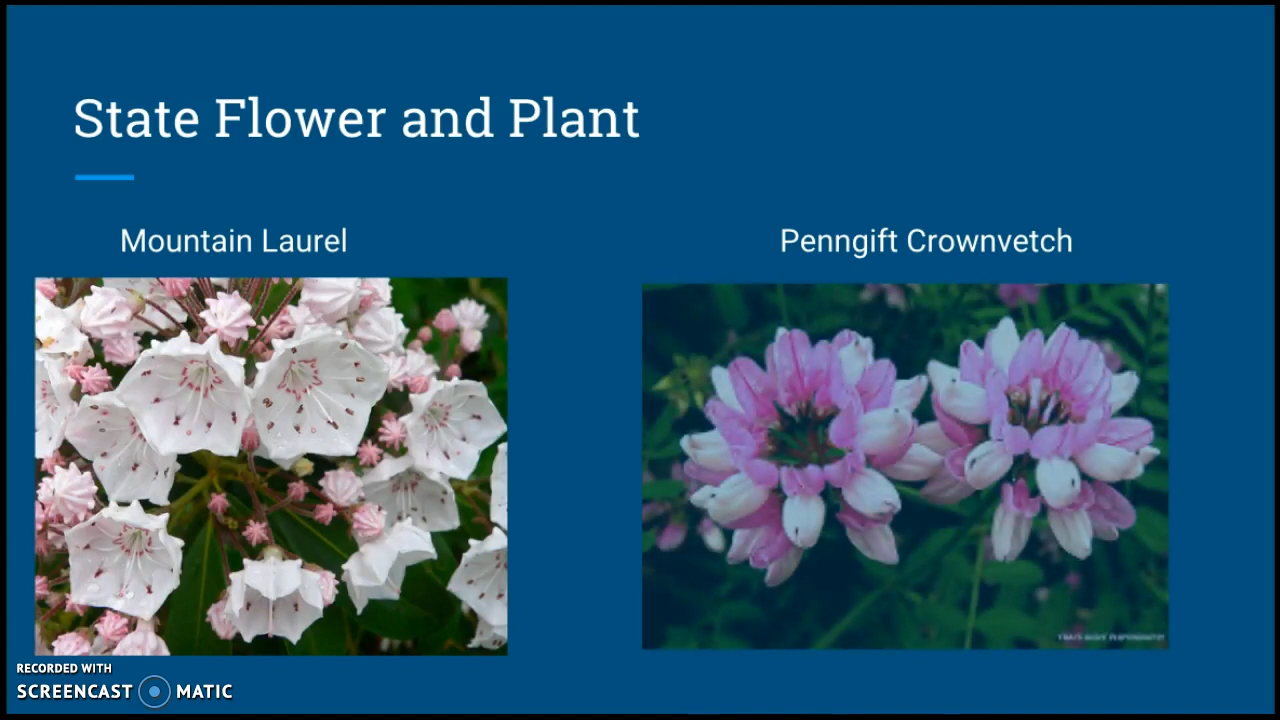 State Flower and Plant
Mountain Laurel
Penngift Crownvetch
RECORDED WITH
SCREENCAST MATIC